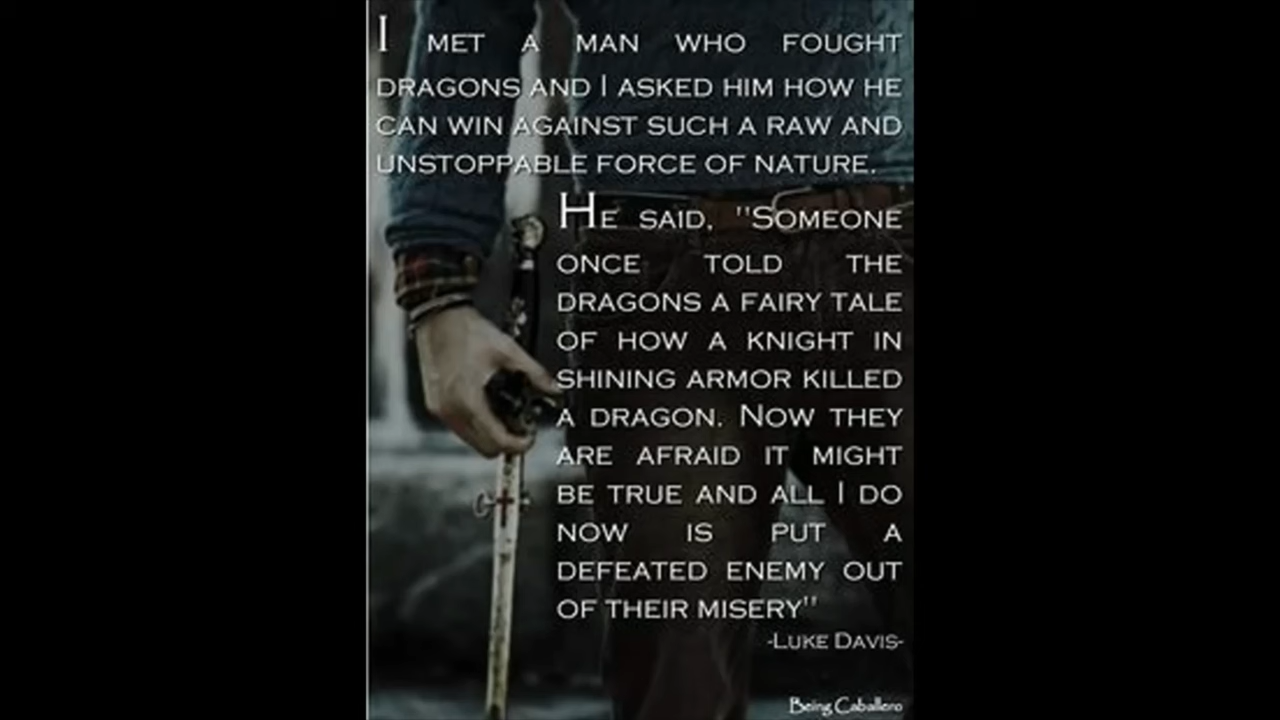 I MET A MAN WHO FOUGHT
DRAGONS AND I ASKED HIM HOW HE
CAN WIN AGAINST SUCH A RAW AND
UNSTOPPABLE FORCE OF NATURE.
HE SAID, "SOMEONE
ONCE TOLD THE
DRAGONS A FAIRY TALE
OF HOW A KNIGHT IN
SHINING ARMOR KILLED
A DRAGON. NOW THEY
ARE AFRAID IT MIGHT
BE TRUE AND ALL I DO
NOW IS PUT A
DEFEATED ENEMY OUT
OF THEIR MISERY"
-LUKE DAVIS-
Being Caballero